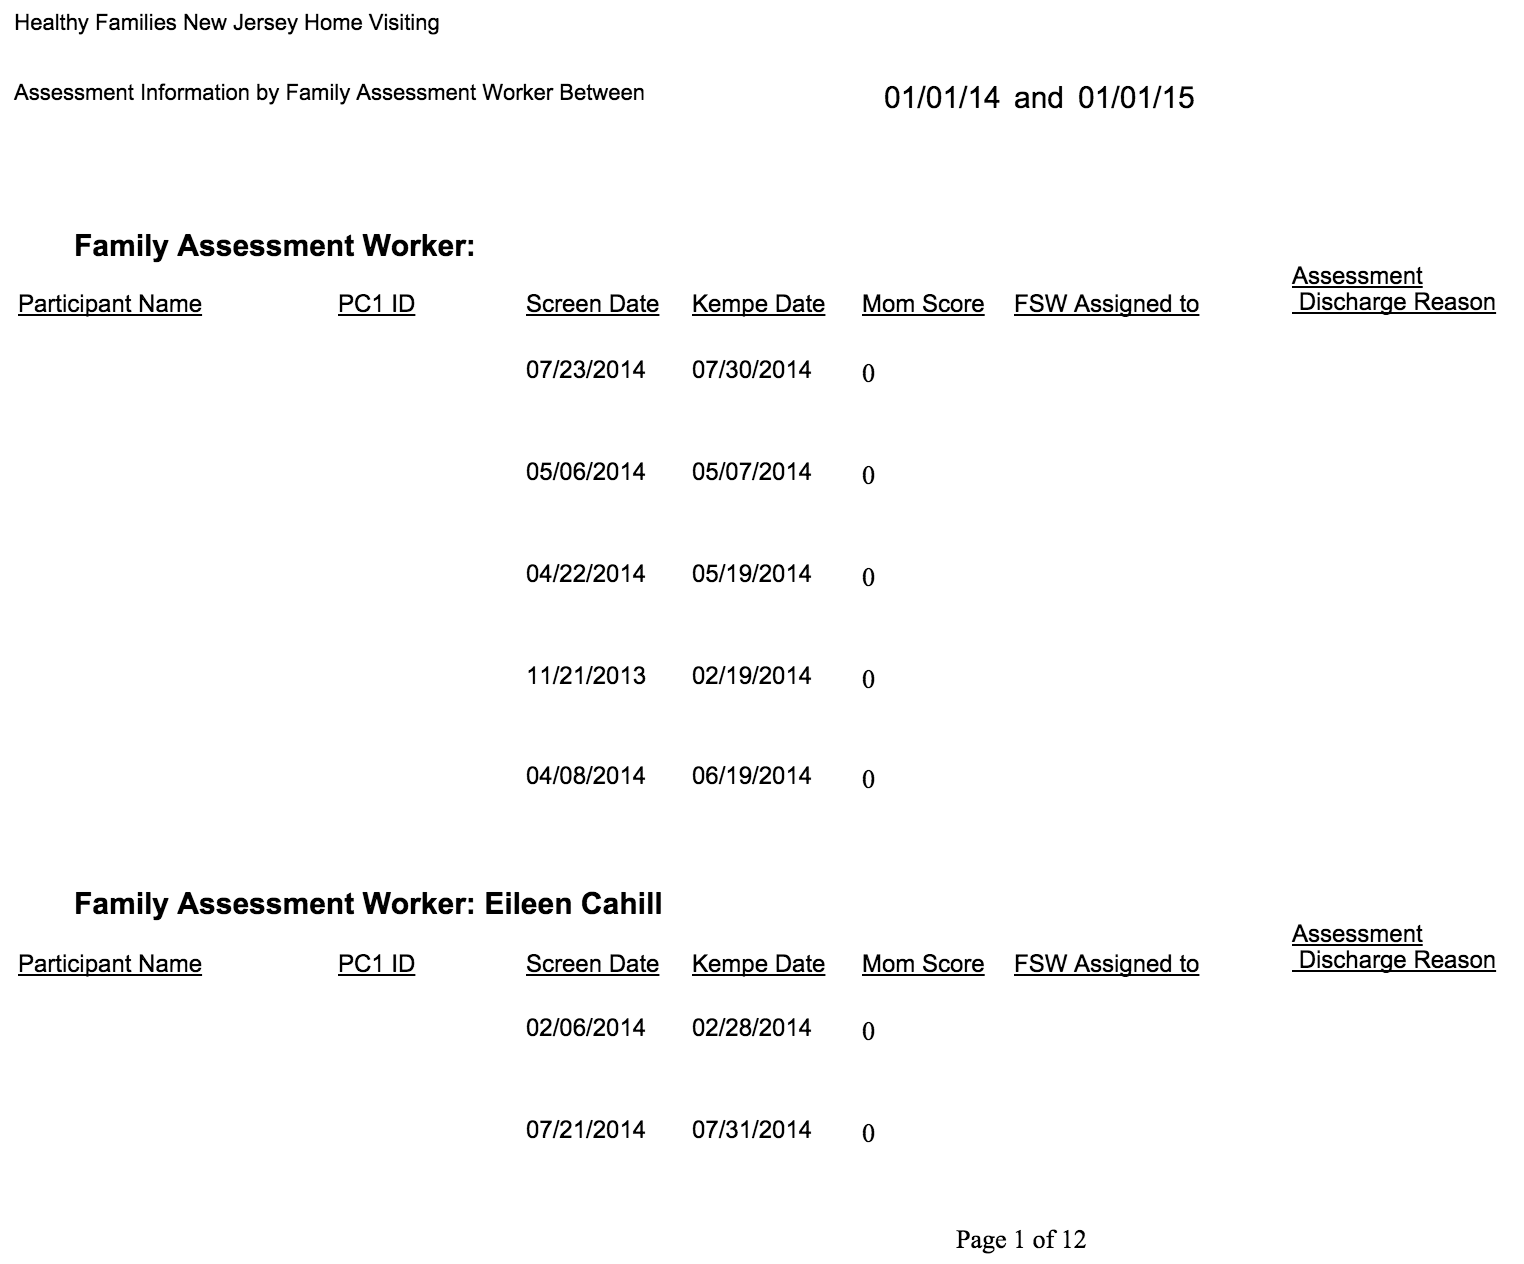 Healthy Families New Jersey Home Visiting
Assessment Information by Family Assessment Worker Between 01/01/14 and 01/01/15
Family Assessment Worker:
Participant Name PC1 ID Screen Date Kempe Date Mom Score FSW Assigned to Assessment
Discharge Reason
07/23/2014 07/30/2014 0
05/06/2014 05/07/2014 0
04/22/2014 05/19/2014 0
11/21/2013 02/19/2014 0
04/08/2014 06/19/2014 0
Family Assessment Worker: Eileen Cahill
Participant Name PC1 ID Screen Date Kempe Date Mom Score FSW Assigned to Assessment
Discharge Reason
02/06/2014 02/28/2014 0
07/21/2014 07/31/2014 0
Page 1 of 12